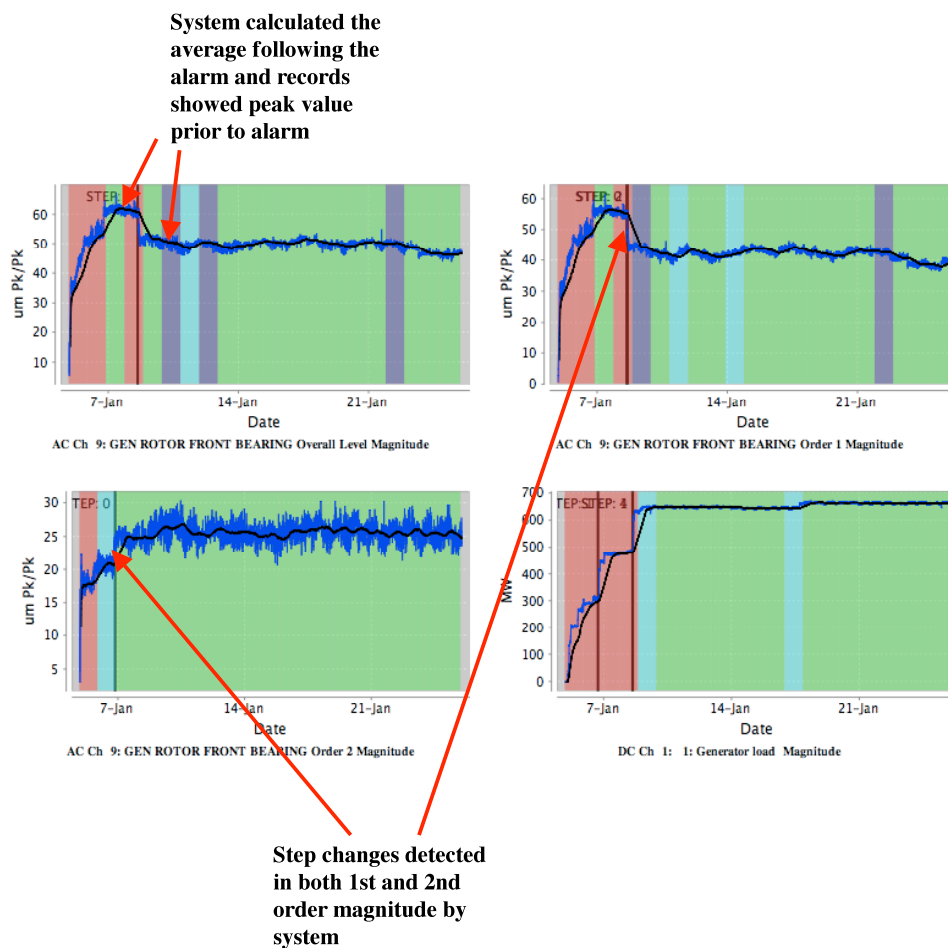 System calculated the
average following the
alarm and records
showed peak value
prior to alarm
STEP:
60
50
40
30
20
10
um Pk/Pk
7-Jan
14-Jan
21-Jan
Date
AC Ch 9: GEN ROTOR FRONT BEARING Overall Level Magnitude
STEP:
60
50
40
30
20
10
0
um Pk/Pk
7-Jan
14-Jan
21-Jan
Date
AC Ch 9: GEN ROTOR FRONT BEARING Order 1 Magnitude
TEP: 0
30
25
20
15
10
5
um Pk/Pk
7-Jan
14-Jan
21-Jan
Date
AC Ch 9: GEN ROTOR FRONT BEARING Order 2 Magnitude
STEP: 4
700
600
500
400
300
200
100
0
MW
7-Jan
14-Jan
21-Jan
Date
DC Ch 1: 1: Generator load Magnitude
Step changes detected
in both 1st and 2nd
order magnitude by
system